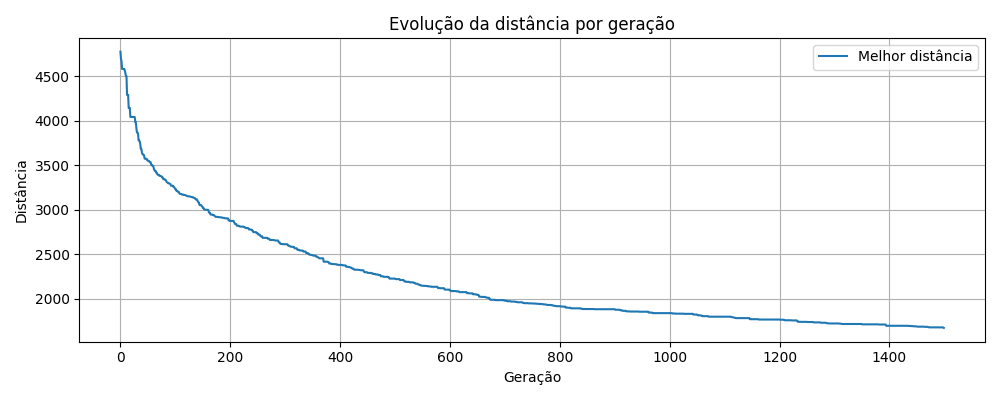 Evolução da distância por geração
Melhor distância
Distância
4500
4000
3500
3000
2500
2000
0 200 400 600 800 1000 1200 1400
Geração